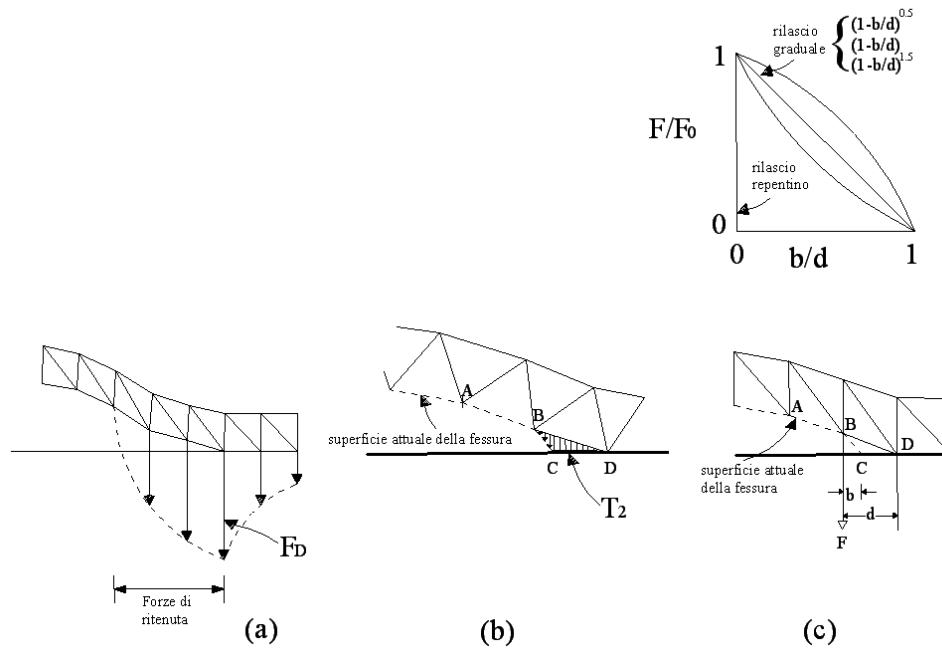 rilascio
graduale
(1-b/d)^0.5
(1-b/d)
(1-b/d)^1.5
1
F/F0
rilascio
repentino
0
0
b/d
1
FD
Forze di
ritenuta
(a)
A
B
superficie attuale della fessura
C
D
T2
(b)
A
B
D
superficie attuale
della fessura
C
b
d
F
(c)